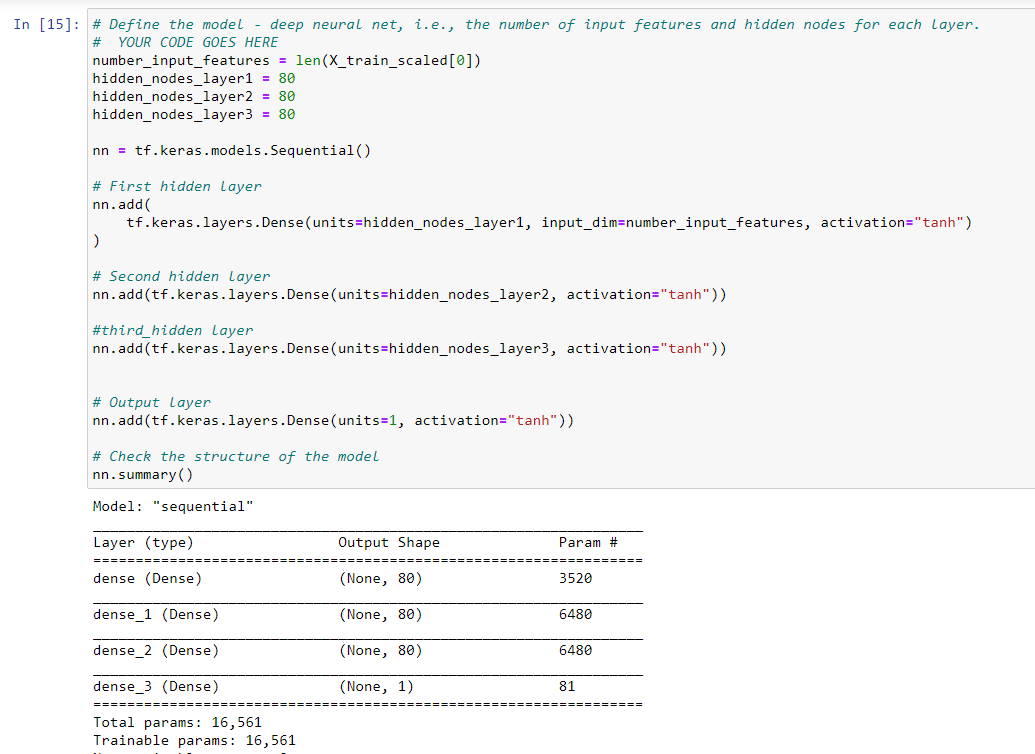 In [15]: # Define the model - deep neural net, i.e., the number of input features and hidden nodes for each layer.
#  YOUR CODE GOES HERE
number_input_features = len(X_train_scaled[0])
hidden_nodes_layer1 = 80
hidden_nodes_layer2 = 80
hidden_nodes_layer3 = 80
nn = tf.keras.models.Sequential()
# First hidden layer
nn.add(
    tf.keras.layers.Dense(units=hidden_nodes_layer1, input_dim=number_input_features, activation="tanh")
)
# Second hidden layer
nn.add(tf.keras.layers.Dense(units=hidden_nodes_layer2, activation="tanh"))
#third_hidden layer
nn.add(tf.keras.layers.Dense(units=hidden_nodes_layer3, activation="tanh"))
# Output layer
nn.add(tf.keras.layers.Dense(units=1, activation="tanh"))
# Check the structure of the model
nn.summary()
Model: "sequential"
Layer (type) Output Shape Param #
dense (Dense) (None, 80) 3520
dense_1 (Dense) (None, 80) 6480
dense_2 (Dense) (None, 80) 6480
dense_3 (Dense) (None, 1) 81
Total params: 16,561
Trainable params: 16,561